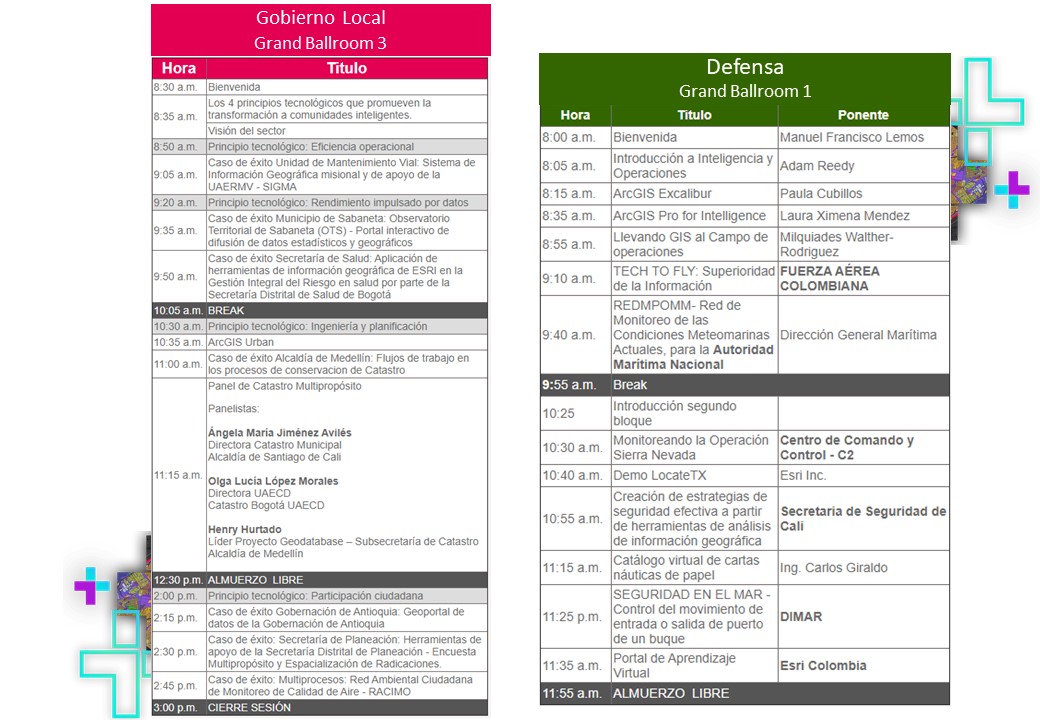 Gobierno Local
Grand Ballroom 3
Hora Titulo
8:30 a.m. Bienvenida
8:35 a.m. Los 4 principios tecnológicos que promueven la
transformación a comunidades inteligentes.
Visión del sector
8:50 a.m. Principio tecnológico: Eficiencia operacional
9:05 a.m. Caso de éxito Unidad de Mantenimiento Vial: Sistema de
Información Geográfica misional y de apoyo de la
UAERMV - SIGMA
9:20 a.m. Principio tecnológico: Rendimiento impulsado por datos
9:35 a.m. Caso de éxito Municipio de Sabaneta: Observatorio
Territorial de Sabaneta (OTS) - Portal interactivo de
difusión de datos estadísticos y geográficos
9:50 a.m. Caso de éxito Secretaría de Salud: Aplicación de
herramientas de información geográfica de ESRI en la
Gestión Integral del Riesgo en salud por parte de la
Secretaría Distrital de Salud de Bogotá
10:05 a.m. BREAK
10:30 a.m. Principio tecnológico: Ingeniería y planificación
10:35 a.m. ArcGIS Urban
11:00 a.m. Caso de éxito Alcaldía de Medellín: Flujos de trabajo en
los procesos de conservacion de Catastro
11:15 a.m. Panel de Catastro Multipropósito
Panelistas:
Ángela María Jiménez Avilés
Directora Catastro Municipal
Alcaldía de Santiago de Cali
Olga Lucía López Morales
Directora UAECD
Catastro Bogotá UAECD
Henry Hurtado
Líder Proyecto Geodatabase – Subsecretaría de Catastro
Alcaldía de Medellín
12:30 p.m. ALMUERZO LIBRE
2:00 p.m. Principio tecnológico: Participación ciudadana
2:15 p.m. Caso de éxito Gobernación de Antioquia: Geoportal de
datos de la Gobernación de Antioquia
2:30 p.m. Caso de éxito: Secretaría de Planeación: Herramientas de
apoyo de la Secretaría Distrital de Planeación - Encuesta
Multipropósito y Espacialización de Radicaciones.
2:45 p.m. Caso de éxito: Multiprocesos: Red Ambiental Ciudadana
de Monitoreo de Calidad de Aire - RACIMO
3:00 p.m. CIERRE SESIÓN
Defensa
Grand Ballroom 1
Hora Titulo Ponente
8:00 a.m. Bienvenida Manuel Francisco Lemos
8:05 a.m. Introducción a Inteligencia y
Operaciones Adam Reedy
8:15 a.m. ArcGIS Excalibur Paula Cubillos
8:35 a.m. ArcGIS Pro for Intelligence Laura Ximena Mendez
8:55 a.m. Llevando GIS al Campo de
operaciones Milquiades Walther-
Rodriguez
9:10 a.m. TECH TO FLY: Superioridad
de la Información FUERZA AÉREA
COLOMBIANA
9:40 a.m. REDMPOMM- Red de
Monitoreo de las
Condiciones Meteomarinas
Actuales, para la Autoridad
Marítima Nacional Dirección General Marítima
9:55 a.m. Break
10:25 Introducción segundo
bloque
10:30 a.m. Monitoreando la Operación
Sierra Nevada Centro de Comando y
Control - C2
10:40 a.m. Demo LocateTX Esri Inc.
10:55 a.m. Creación de estrategias de
seguridad efectiva a partir
de herramientas de análisis
de información geográfica Secretaria de Seguridad de
Cali
11:15 a.m. Catálogo virtual de cartas
náuticas de papel Ing. Carlos Giraldo
11:25 p.m. SEGURIDAD EN EL MAR -
Control del movimiento de
entrada o salida de puerto
de un buque DIMAR
11:35 a.m. Portal de Aprendizaje
Virtual Esri Colombia
11:55 a.m. ALMUERZO LIBRE